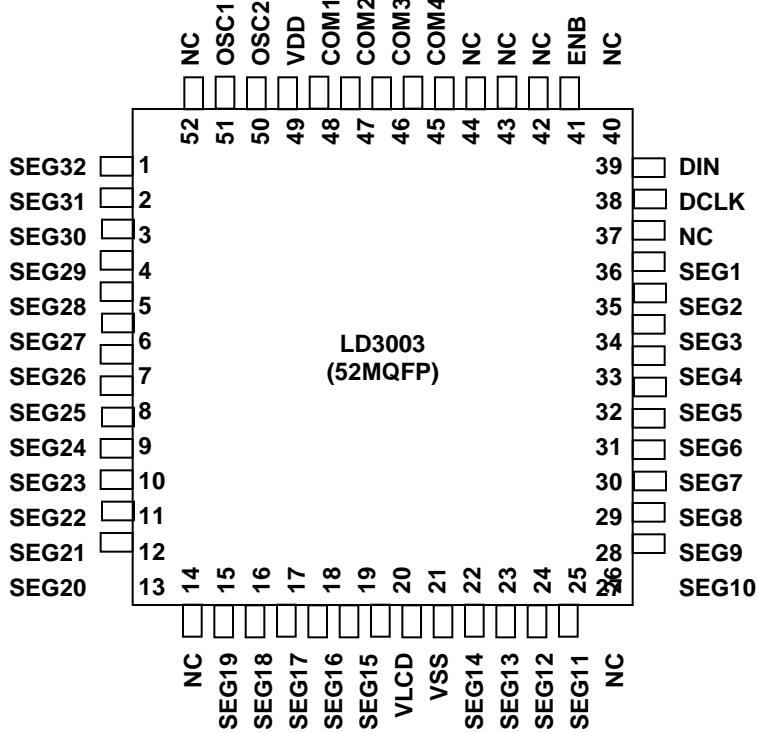 NC OSC1 OSC2 VDD COM1 COM2 COM3 COM4 NC NC NC ENB NC
52 51 50 49 48 47 46 45 44 43 42 41 40
SEG32 1 39 DIN
SEG31 2 38 DCLK
SEG30 3 37 NC
SEG29 4 36 SEG1
SEG28 5 35 SEG2
SEG27 6 34 SEG3
LD3003
(52MQFP)
SEG26 7 33 SEG4
SEG25 8 32 SEG5
SEG24 9 31 SEG6
SEG23 10 30 SEG7
SEG22 11 29 SEG8
SEG21 12 28 SEG9
SEG20 13 27 SEG10
14 15 16 17 18 19 20 21 22 23 24 25 26
NC SEG19 SEG18 SEG17 SEG16 SEG15 VLCD VSS SEG14 SEG13 SEG12 SEG11 NC